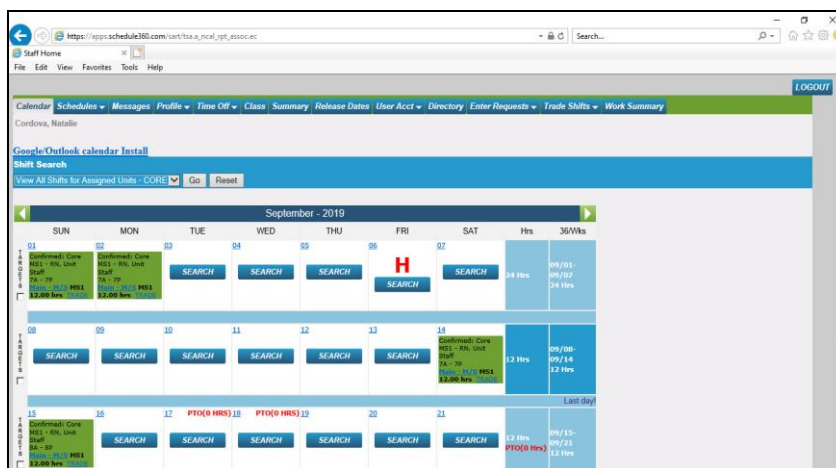 https://apps.schedule360.com/sart/tsa.e_ncal_rpt_assoc.ec
Search...
Staff Home
File Edit View Favorites Tools Help
LOGOUT
Calendar Schedules Messages Profile Time Off Class Summary Release Dates User Acct Directory Enter Requests Trade Shifts Work Summary
Cordova, Natalie
Google/Outlook calendar Install
Shift Search
View All Shifts for Assigned Units - CORE Go Reset
September - 2019
SUN MON TUE WED THU FRI SAT Hrs 36/Wks
TARGETS
01 02 03 04 05 06 07
Confirmed: Core MS1 - RN, Unit Staff 7A - 7P Main - M/S MS1 12.00 hrs TRADE
Confirmed: Core MS1 - RN, Unit Staff 7A - 7P Main - M/S MS1 12.00 hrs TRADE
SEARCH SEARCH SEARCH H SEARCH SEARCH
24 Hrs
09/01-09/07 24 Hrs
TARGETS
08 09 10 11 12 13 14
SEARCH SEARCH SEARCH SEARCH SEARCH SEARCH
Confirmed: Core MS1 - RN, Unit Staff 7A - 7P Main - M/S MS1 12.00 hrs TRADE
12 Hrs
09/08-09/14 12 Hrs
Last day!
TARGETS
15 16 17 PTO(0 HRS) 18 PTO(0 HRS) 19 20 21
Confirmed: Core MS1 - RN, Unit Staff 8A - 8P Main - M/S MS1 12.00 hrs TRADE
SEARCH SEARCH SEARCH SEARCH SEARCH SEARCH
12 Hrs PTO(0 Hrs)
09/15-09/21 12 Hrs